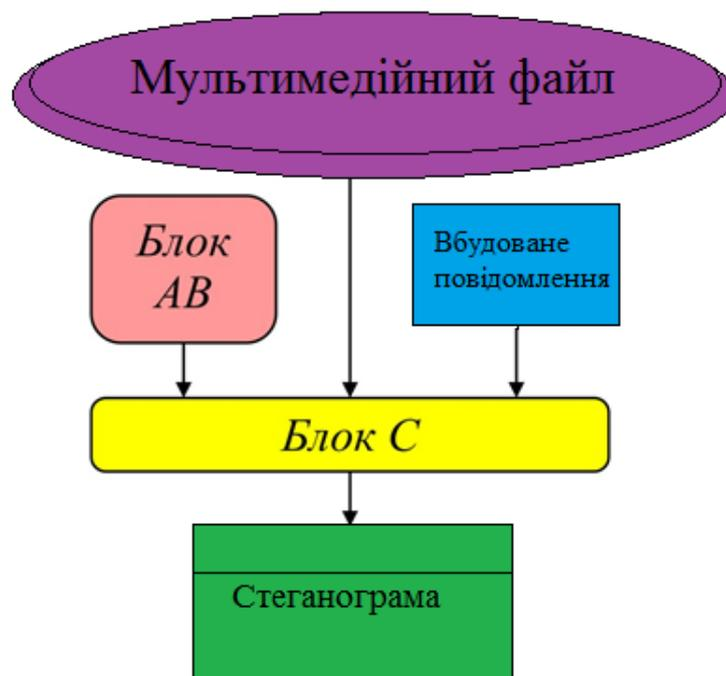 Мультимедійний файл
Блок
АВ
Вбудоване
повідомлення
Блок С
Стеганограма